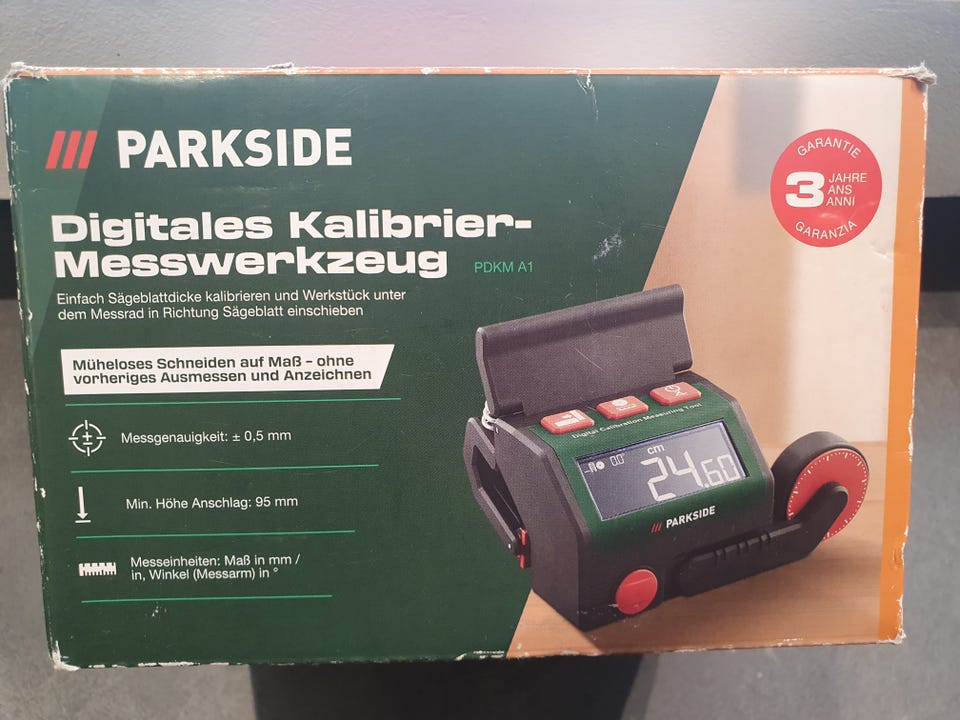 PARKSIDE
GARANTIE
3 JAHRE
ANS
ANNI
GARANZIA
Digitales Kalibrier-
Messwerkzeug PDKM A1
Einfach Sägeblattdicke kalibrieren und Werkstück unter
dem Messrad in Richtung Sägeblatt einschieben
Müheloses Schneiden auf Maß – ohne
vorheriges Ausmessen und Anzeichnen
Messgenauigkeit: ± 0,5 mm
Min. Höhe Anschlag: 95 mm
Messeinheiten: Maß in mm /
in, Winkel (Messarm) in °
Digital Calibration Measuring Tool
0.0°
cm
24.60
PARKSIDE